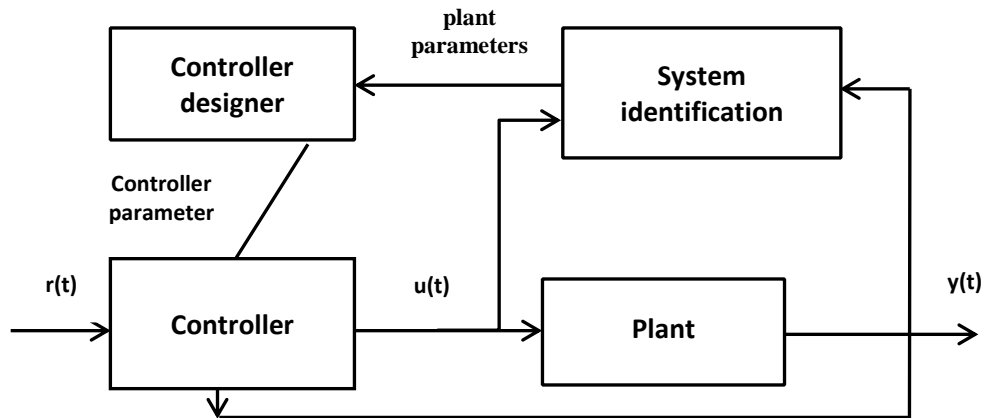 plant
parameters
Controller
designer
System
identification
Controller
parameter
r(t)
Controller
u(t)
Plant
y(t)